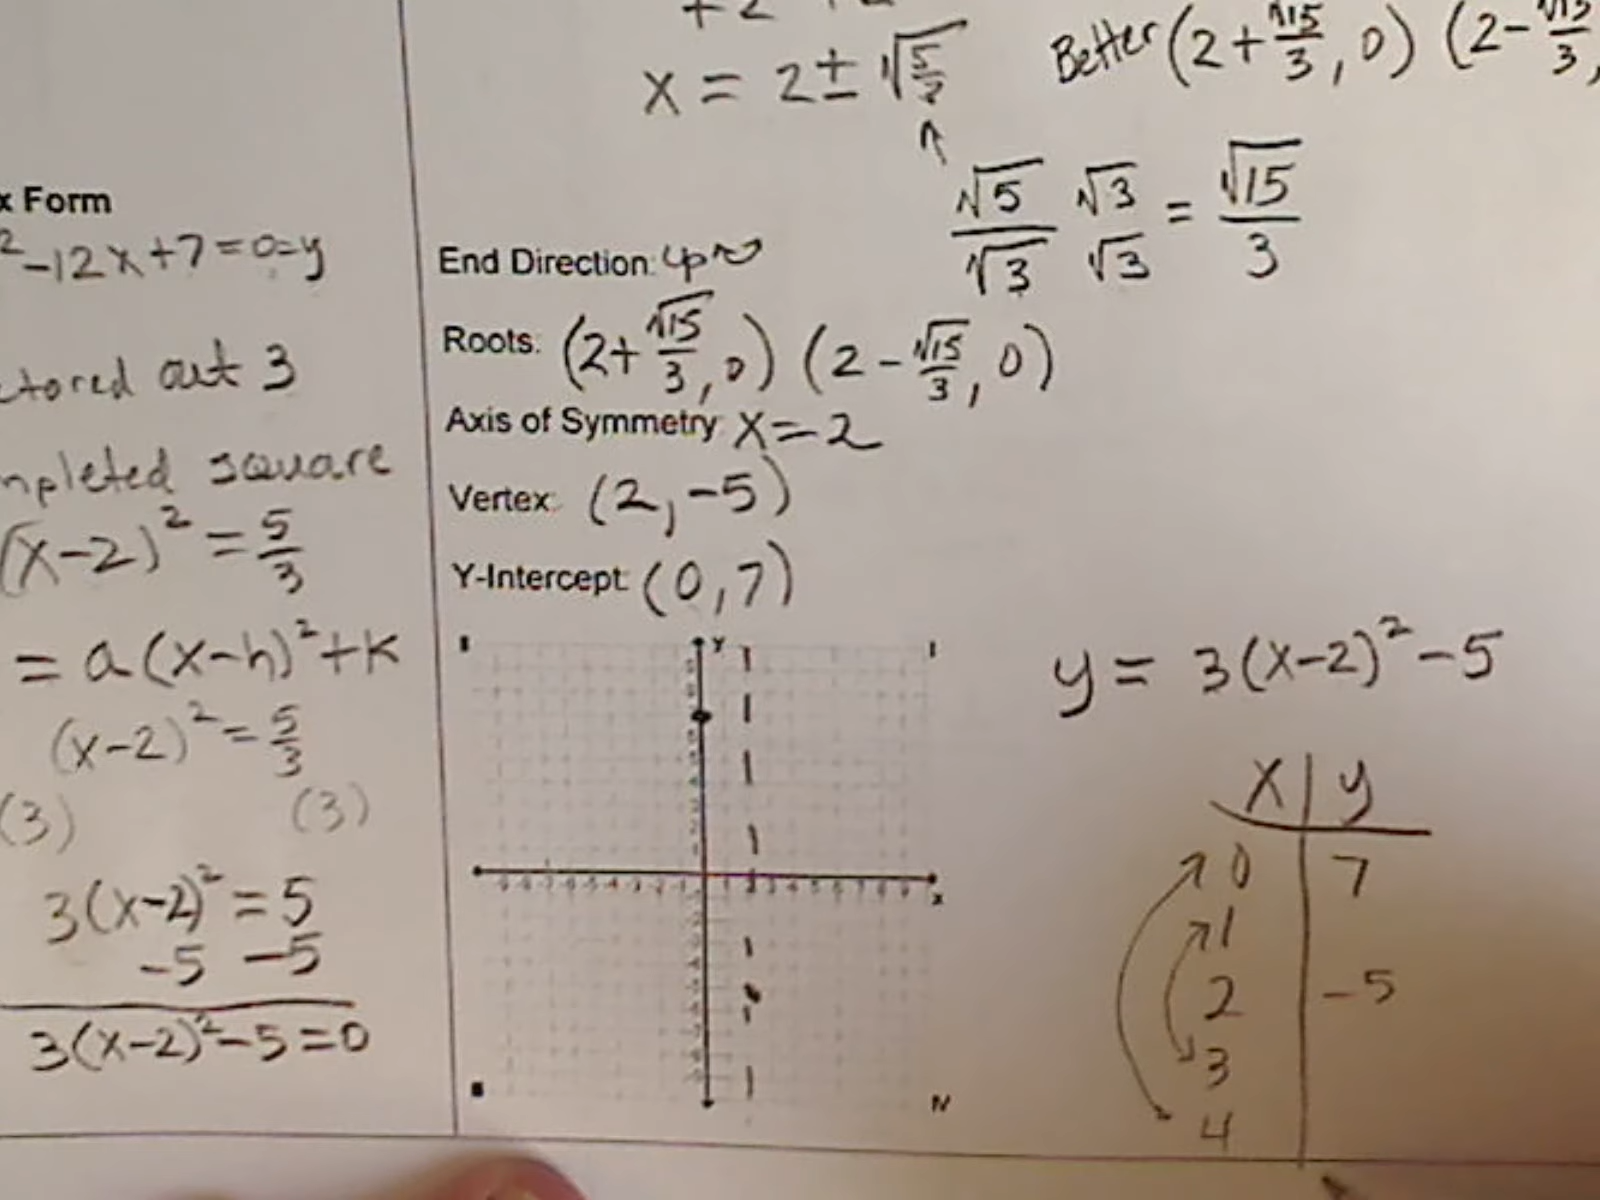 x = 2 ± √5/3
Better (2 + √15/3, 0) (2 - √15/3,
√5/√3 √3/√3 = √15/3
x Form
² - 12x + 7 = 0 = y
out 3
square
(x-2)² = 5/3
= a(x-h)² + k
(x-2)² = 5/3
(3) (3)
3(x-2)² = 5
-5 -5
3(x-2)² - 5 = 0
End Direction: up
Roots: (2 + √15/3, 0) (2 - √15/3, 0)
Axis of Symmetry: x = 2
Vertex: (2, -5)
Y-Intercept: (0, 7)
y
x
I
IV
y = 3(x-2)² - 5
x | y
0 | 7
1
2 | -5
3
4